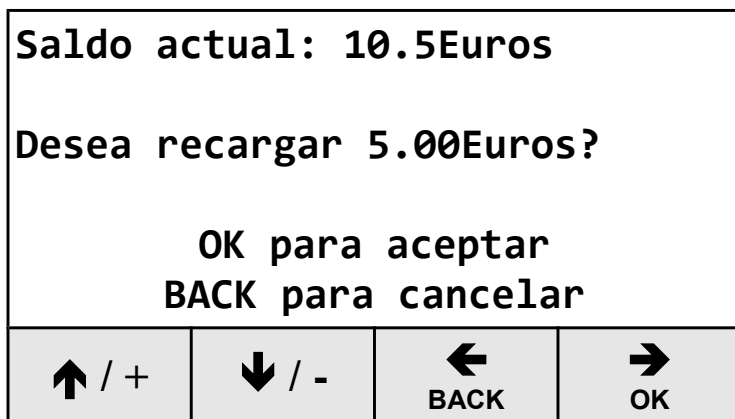 Saldo actual: 10.5Euros
Desea recargar 5.00Euros?
OK para aceptar
BACK para cancelar
↑ / + ↓ / - ← →
BACK OK